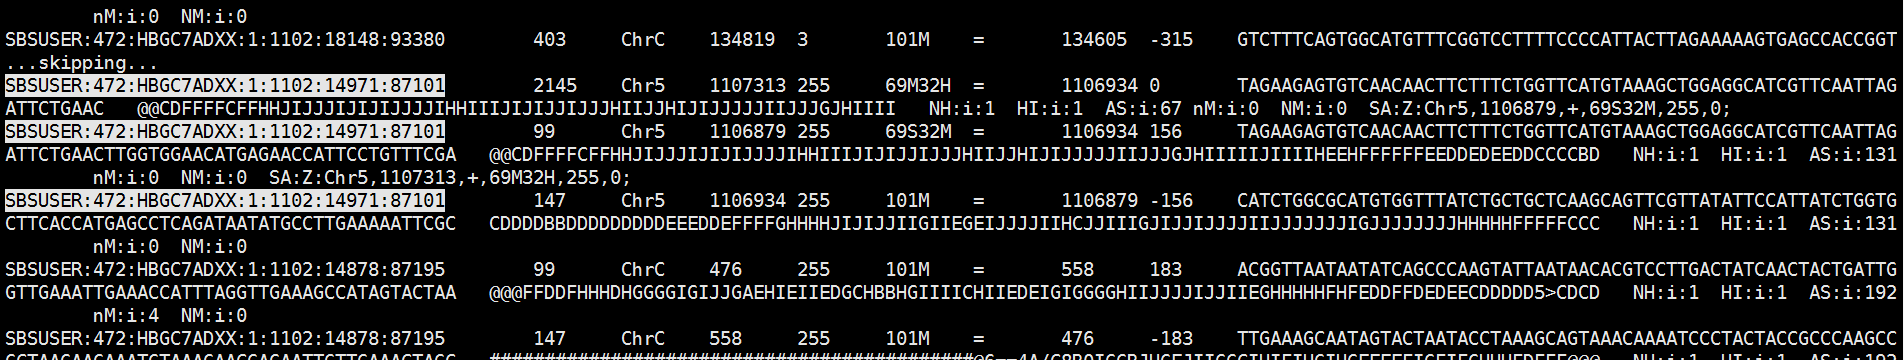 nM:i:0 NM:i:0
SBSUSER:472:HBGC7ADXX:1:1102:18148:93380 403 ChrC 134819 3 101M = 134605 -315 GTCTTTCAGTGGCATGTTTCGGTCCTTTTCCCCATTACTTAGAAAAAGTGAGCCACCGGT
...skipping...
SBSUSER:472:HBGC7ADXX:1:1102:14971:87101 2145 Chr5 1107313 255 69M32H = 1106934 0 TAGAAGAGTGTCAACAACTTCTTTCTGGTTCATGTAAAGCTGGAGGCATCGTTCAATTAG
ATTCTGAAC @@CDFFFFCFFHHJIJJJIJIJIJIJJJIHHIIIJIJIJIJJIJJJHIIJJHIJIJJJJJIIJJJGJHIIII NH:i:1 HI:i:1 AS:i:67 nM:i:0 NM:i:0 SA:Z:Chr5,1106879,+,69S32M,255,0;
SBSUSER:472:HBGC7ADXX:1:1102:14971:87101 99 Chr5 1106879 255 69S32M = 1106934 156 TAGAAGAGTGTCAACAACTTCTTTCTGGTTCATGTAAAGCTGGAGGCATCGTTCAATTAG
ATTCTGAACTTGGTGGAACATGAGAACCATTCCTGTTTCGA @@CDFFFFCFFHHJIJJJIJIJIJIJJJIHHIIIJIJIJIJJIJJJHIIJJHIJIJJJJJIIJJJGJHIIIIIJIIIIHEEHFFFFFFEEDDEDEEDDCCCCBD NH:i:1 HI:i:1 AS:i:131
nM:i:0 NM:i:0 SA:Z:Chr5,1107313,+,69M32H,255,0;
SBSUSER:472:HBGC7ADXX:1:1102:14971:87101 147 Chr5 1106934 255 101M = 1106879 -156 CATCTGGCGCATGTGGTTTATCTGCTGCTCAAGCAGTTCGTTATATTCCATTATCTGGTG
CTTCACCATGAGCCTCAGATAATATGCCTTGAAAAATTCGC CDDDDBBDDDDDDDDDEEEDDEFFFFGHHHHJIJIJJIIGIIEGEIJJJJIIHCJJIIIGJIJJIJJJJIIJJJJJJJIGJJJJJJJJHHHHHFFFFFCCC NH:i:1 HI:i:1 AS:i:131
nM:i:0 NM:i:0
SBSUSER:472:HBGC7ADXX:1:1102:14878:87195 99 ChrC 476 255 101M = 558 183 ACGGTTAATAATATCAGCCCAAGTATTAATAACACGTCCTTGACTATCAACTACTGATTG
GTTGAAATTGAAACCATTTAGGTTGAAAGCCATAGTACTAA @@@FFDDFHHHDHGGGGIGIJJGAEHIEIIEDGCHBBHGIIIICHIIEDEIGIGGGGHIIJJJJIJJIIEGHHHHHFHFEDDFFDEDEECDDDDD5>CDCD NH:i:1 HI:i:1 AS:i:192
nM:i:4 NM:i:0
SBSUSER:472:HBGC7ADXX:1:1102:14878:87195 147 ChrC 558 255 101M = 476 -183 TTGAAAGCAATAGTACTAATACCTAAAGCAGTAAACAAAATCCCTACTACCGCCCAAGCC